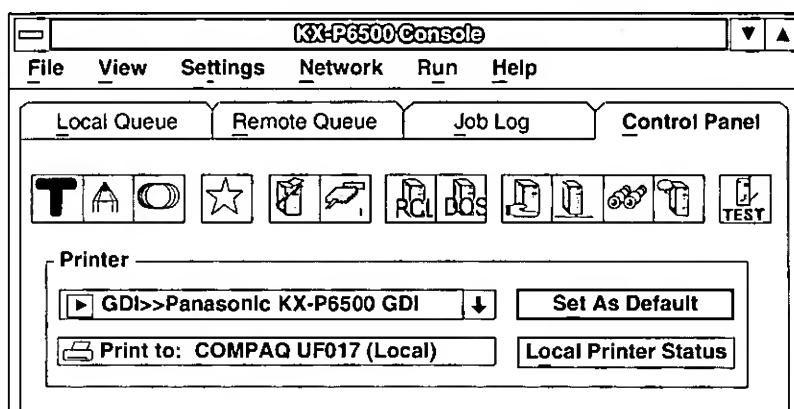 KX-P6500 Console
File View Settings Network Run Help
Local Queue Remote Queue Job Log Control Panel
T RCL DOS TEST
Printer
GDI>>Panasonic KX-P6500 GDI Set As Default
Print to: COMPAQ UF017 (Local) Local Printer Status